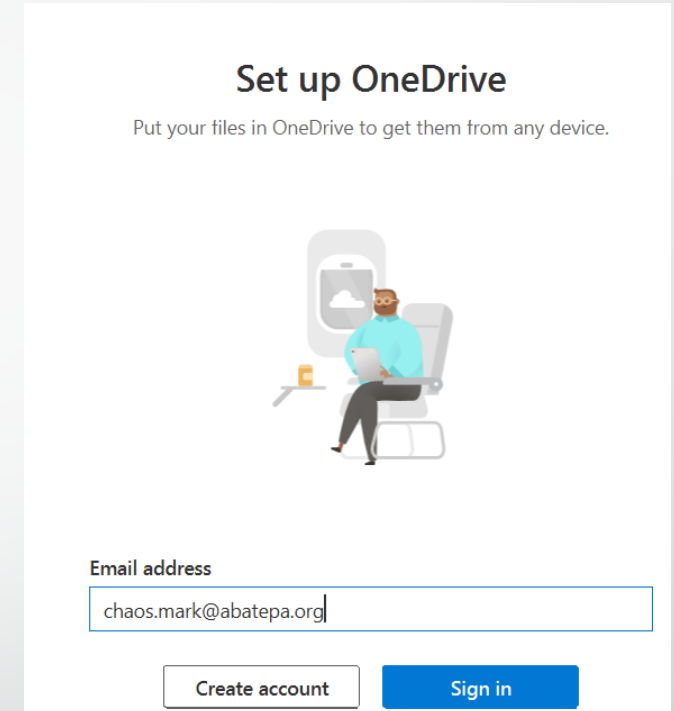 Set up OneDrive
Put your files in OneDrive to get them from any device.
Email address
chaos.mark@abatepa.org
Create account
Sign in